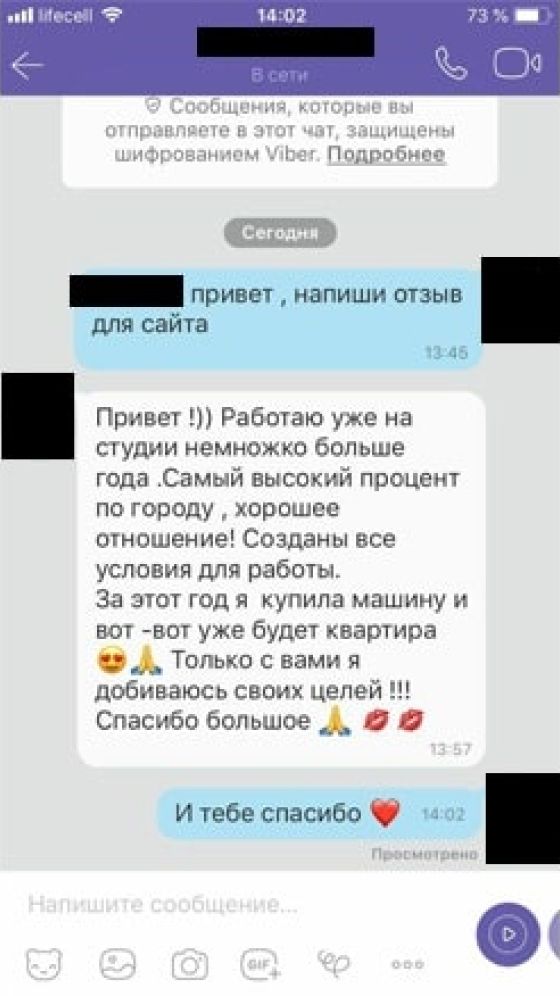 lifecell
14:02
73 %
В сети
Сообщения, которые вы
отправляете в этот чат, защищены
шифрованием Viber. Подробнее
Сегодня
привет , напиши отзыв
для сайта
13:45
Привет !)) Работаю уже на
студии немножко больше
года .Самый высокий процент
по городу , хорошее
отношение! Созданы все
условия для работы.
За этот год я  купила машину и
вот -вот уже будет квартира
😍🙏 Только с вами я
добиваюсь своих целей !!!
Спасибо большое 🙏 💋 💋
13:57
И тебе спасибо ❤️ 14:02
Просмотрено
Напишите сообщение...
GIF